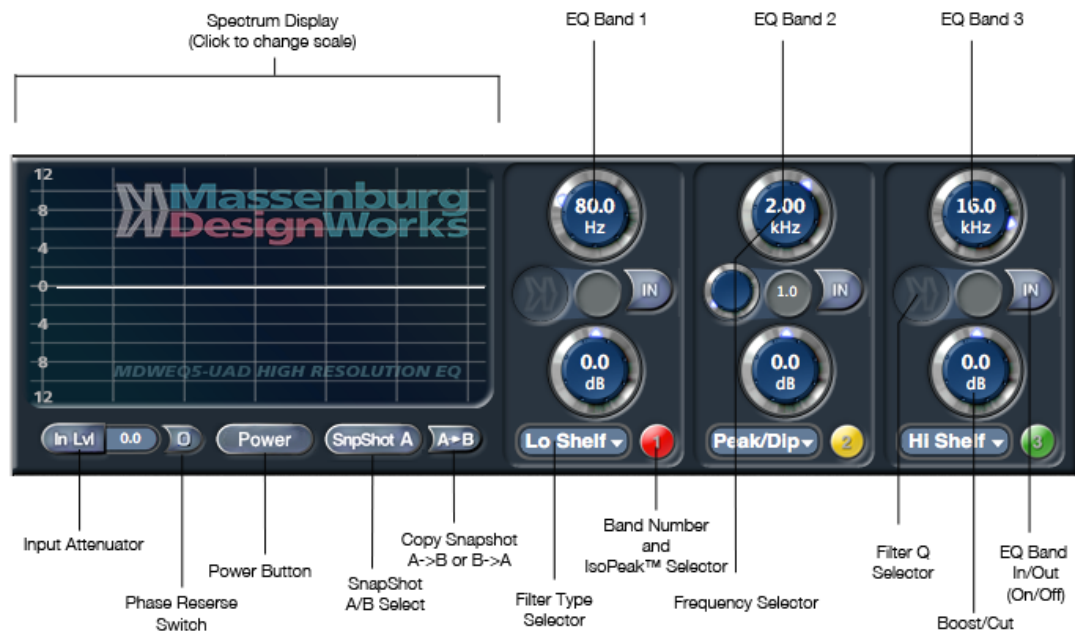 Spectrum Display
(Click to change scale)
EQ Band 1
EQ Band 2
EQ Band 3
12
8
4
0
4
8
12
Massenburg
DesignWorks
MDWEQ5-UAD HIGH RESOLUTION EQ
80.0
Hz
2.00
kHz
16.0
kHz
IN
1.0
IN
IN
0.0
dB
0.0
dB
0.0
dB
In Lvl
0.0
O
Power
SnpShot A
A➛B
Lo Shelf
1
Peak/Dip
2
Hi Shelf
3
Input Attenuator
Phase Reserse
Switch
Power Button
SnapShot
A/B Select
Copy Snapshot
A->B or B->A
Filter Type
Selector
Band Number
and
IsoPeak™ Selector
Frequency Selector
Filter Q
Selector
Boost/Cut
EQ Band
In/Out
(On/Off)